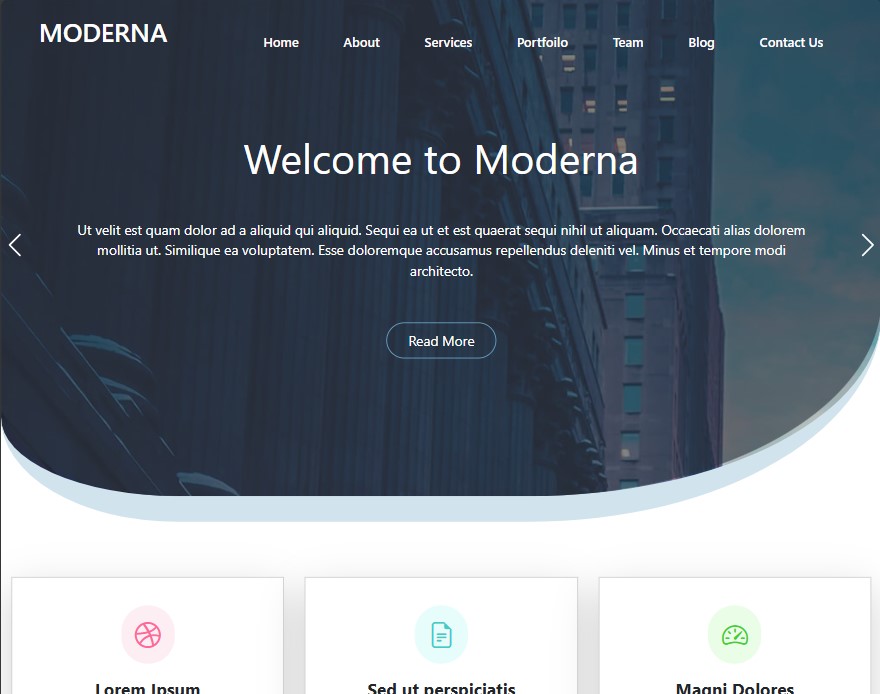 MODERNA
Home About Services Portfoilo Team Blog Contact Us
Welcome to Moderna
Ut velit est quam dolor ad a aliquid qui aliquid. Sequi ea ut et est quaerat sequi nihil ut aliquam. Occaecati alias dolorem
mollitia ut. Similique ea voluptatem. Esse doloremque accusamus repellendus deleniti vel. Minus et tempore modi
architecto.
Read More
Lorem Ipsum Sed ut perspiciatis Magni Dolores